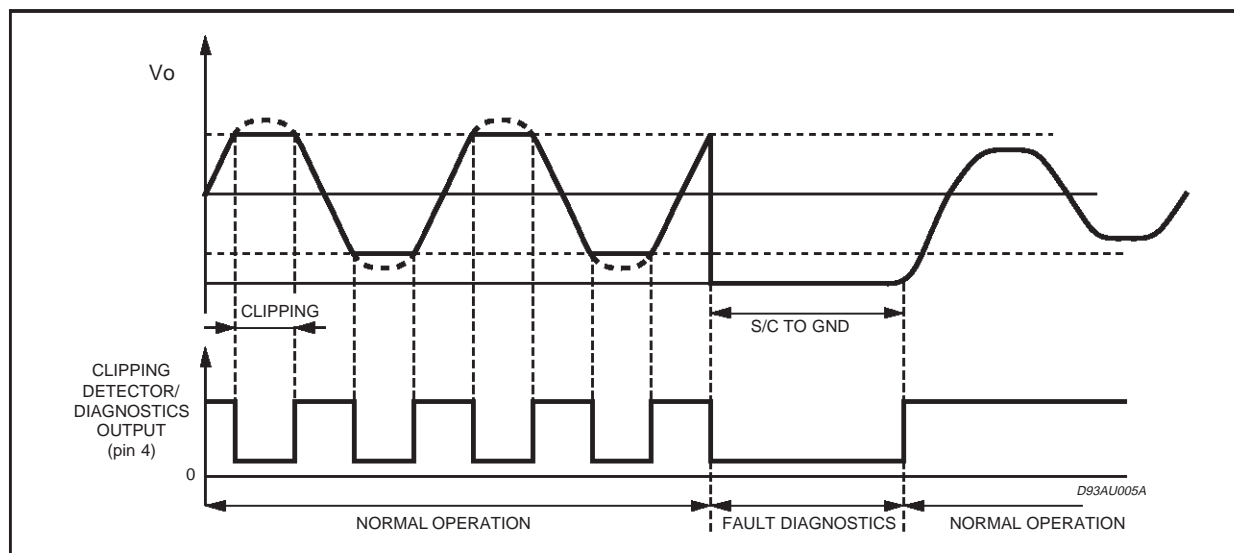 Vo
CLIPPING
S/C TO GND
CLIPPING
DETECTOR/
DIAGNOSTICS
OUTPUT
(pin 4)
0
D93AU005A
NORMAL OPERATION
FAULT DIAGNOSTICS
NORMAL OPERATION